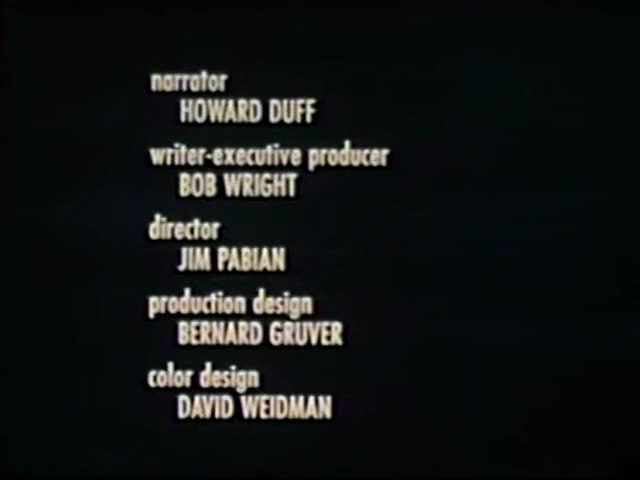 narrator
HOWARD DUFF
writer-executive producer
BOB WRIGHT
director
JIM PABIAN
production design
BERNARD GRUVER
color design
DAVID WEIDMAN